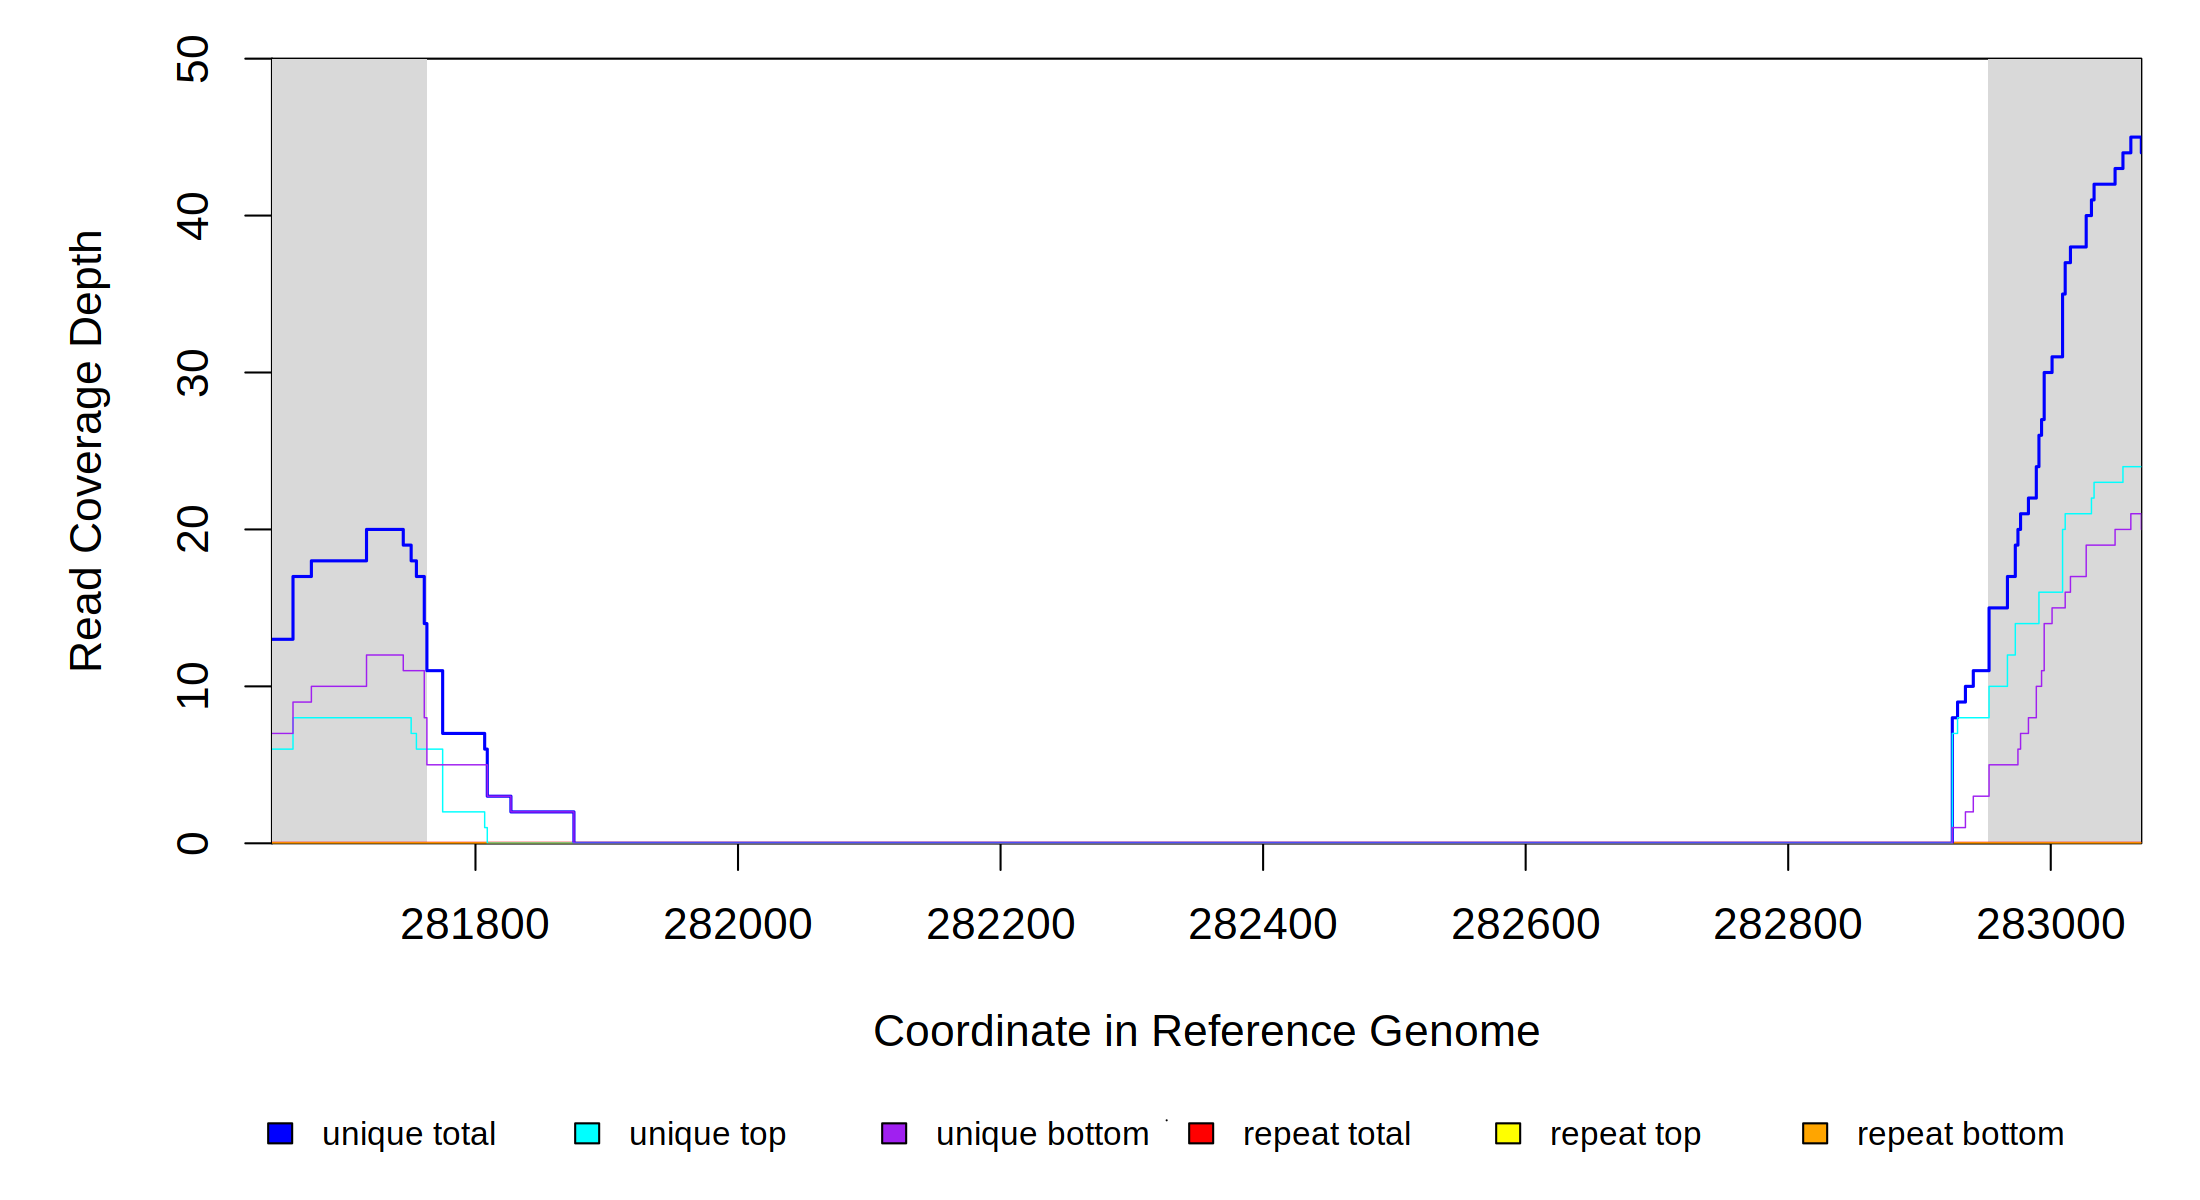 50
40
30
20
10
0
Read Coverage Depth
281800 282000 282200 282400 282600 282800 283000
Coordinate in Reference Genome
unique total unique top unique bottom repeat total repeat top repeat bottom